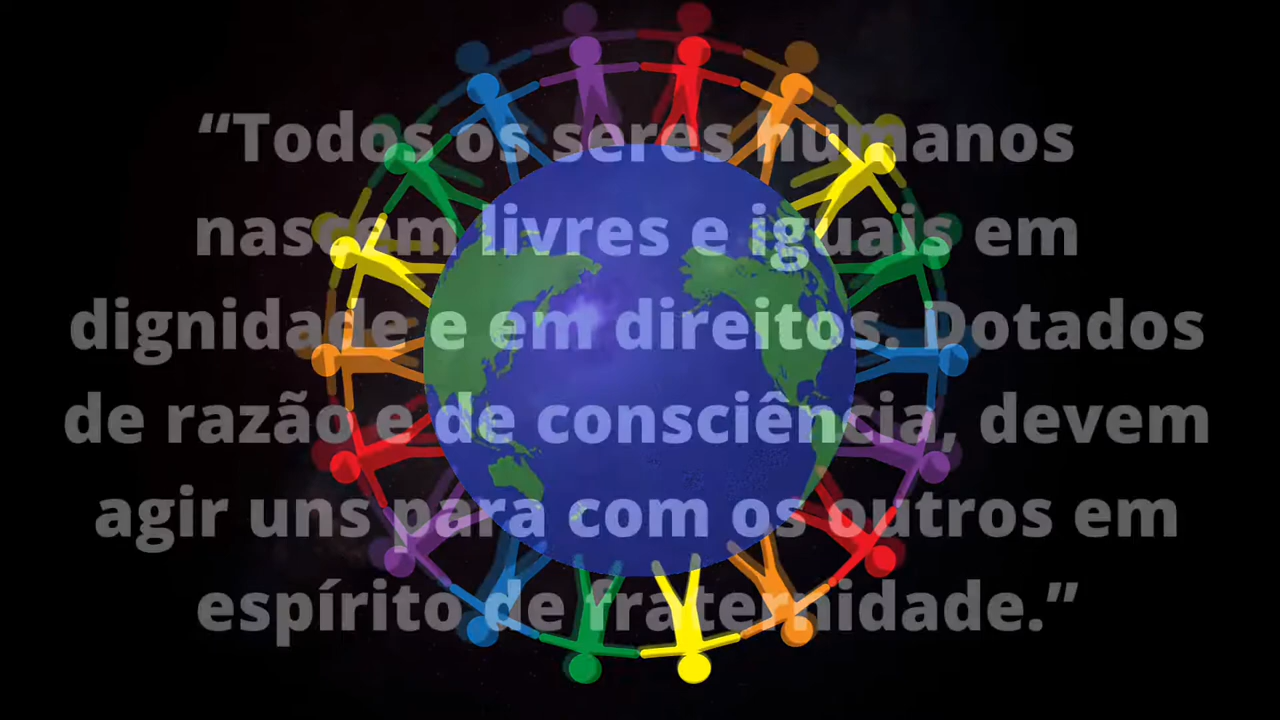 “Todos os seres humanos
nascem livres e iguais em
dignidade e em direitos. Dotados
de razão e de consciência, devem
agir uns para com os outros em
espírito de fraternidade.”